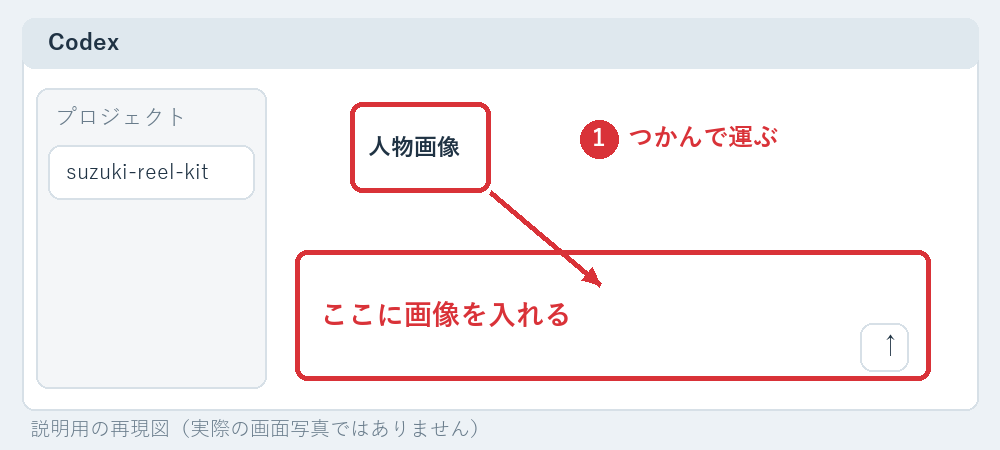 Codex
プロジェクト
suzuki-reel-kit
人物画像
1 つかんで運ぶ
ここに画像を入れる
↑
説明用の再現図（実際の画面写真ではありません）